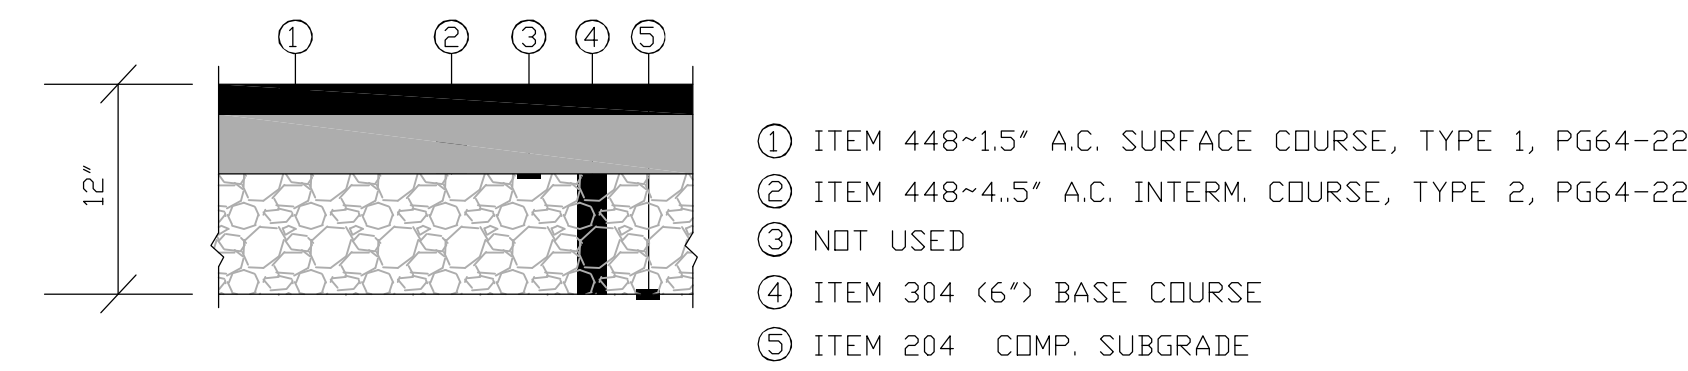 1 2 3 4 5
12"
1 ITEM 448~1.5" A.C. SURFACE COURSE, TYPE 1, PG64-22
2 ITEM 448~4..5" A.C. INTERM. COURSE, TYPE 2, PG64-22
3 NOT USED
4 ITEM 304 (6") BASE COURSE
5 ITEM 204 COMP. SUBGRADE